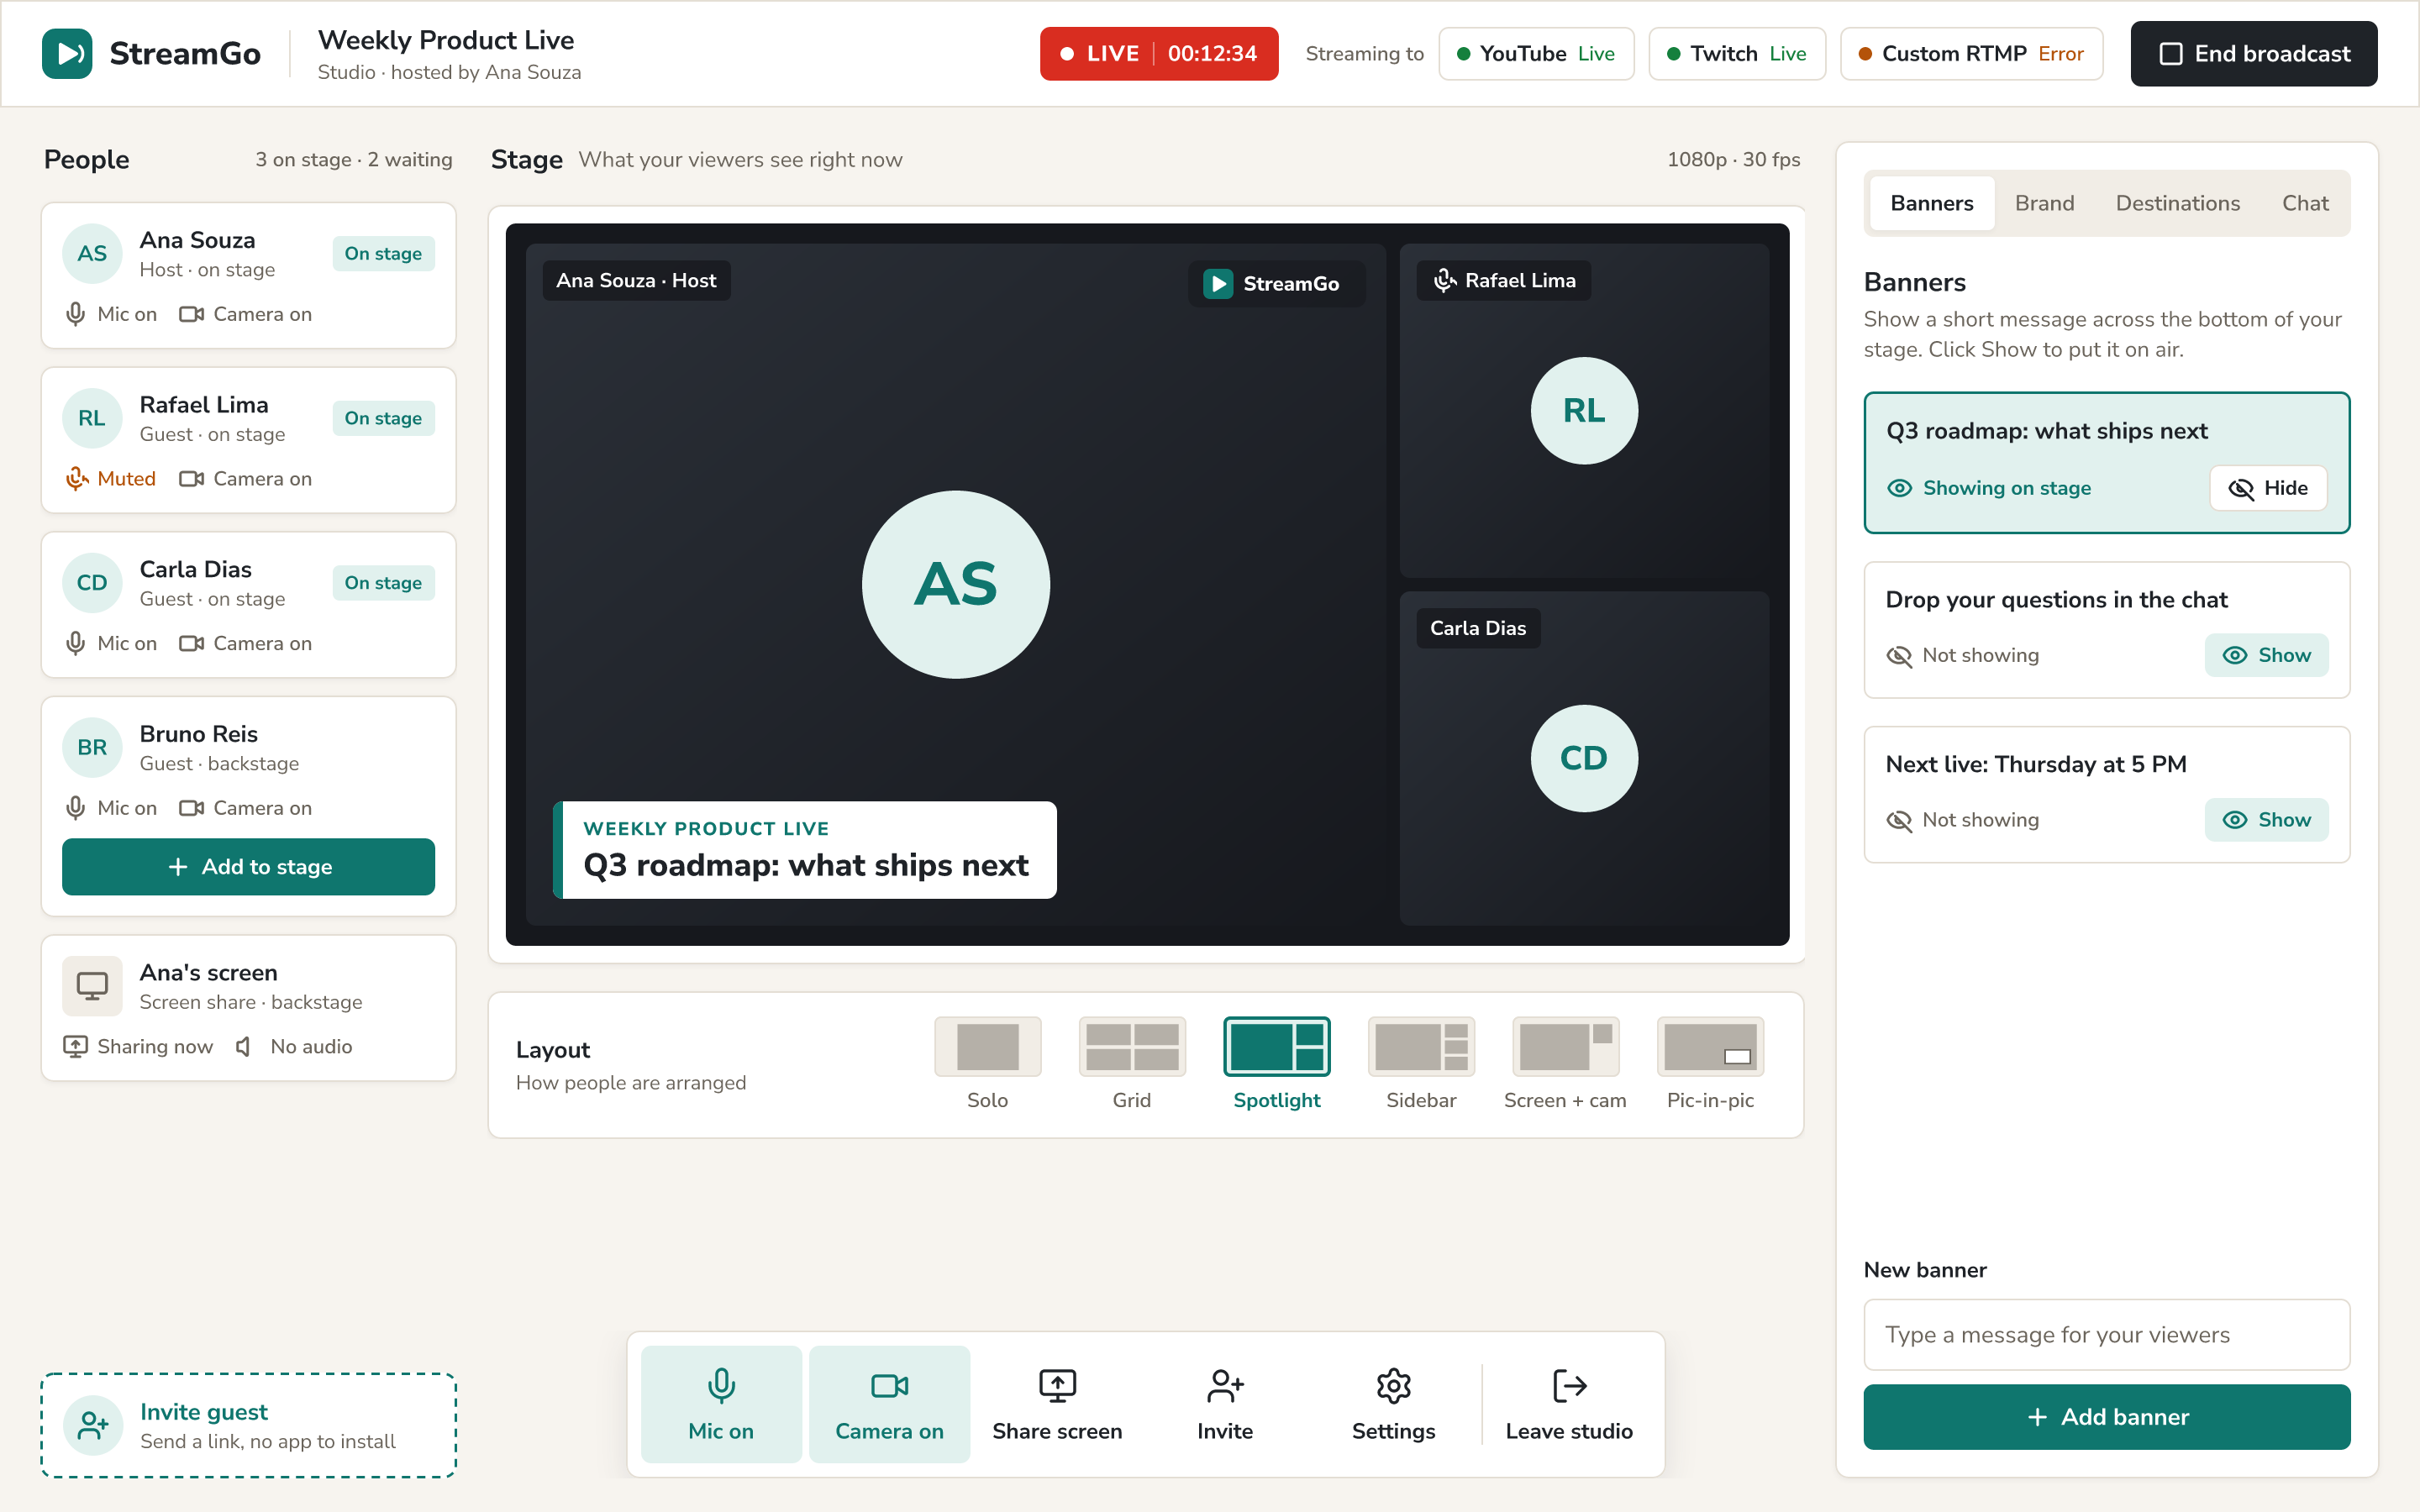 StreamGo
Weekly Product Live
Studio · hosted by Ana Souza
LIVE 00:12:34
Streaming to
YouTube Live
Twitch Live
Custom RTMP Error
End broadcast
People
3 on stage · 2 waiting
AS
Ana Souza
Host · on stage
On stage
Mic on
Camera on
RL
Rafael Lima
Guest · on stage
On stage
Muted
Camera on
CD
Carla Dias
Guest · on stage
On stage
Mic on
Camera on
BR
Bruno Reis
Guest · backstage
Mic on
Camera on
Add to stage
Ana's screen
Screen share · backstage
Sharing now
No audio
Invite guest
Send a link, no app to install
Stage
What your viewers see right now
1080p · 30 fps
Ana Souza · Host
StreamGo
AS
Rafael Lima
RL
Carla Dias
CD
WEEKLY PRODUCT LIVE
Q3 roadmap: what ships next
Layout
How people are arranged
Solo
Grid
Spotlight
Sidebar
Screen + cam
Pic-in-pic
Mic on
Camera on
Share screen
Invite
Settings
Leave studio
Banners
Brand
Destinations
Chat
Banners
Show a short message across the bottom of your
stage. Click Show to put it on air.
Q3 roadmap: what ships next
Showing on stage
Hide
Drop your questions in the chat
Not showing
Show
Next live: Thursday at 5 PM
Not showing
Show
New banner
Type a message for your viewers
Add banner